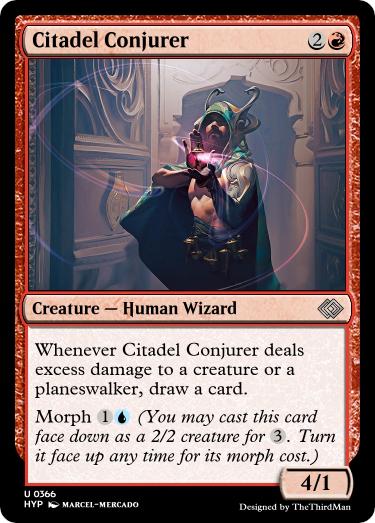 Citadel Conjurer 2
Creature — Human Wizard
Whenever Citadel Conjurer deals
excess damage to a creature or a
planeswalker, draw a card.
Morph 1 (You may cast this card
face down as a 2/2 creature for 3. Turn
it face up any time for its morph cost.)
4/1
U 0366
HYP MARCEL-MERCADO
Designed by TheThirdMan